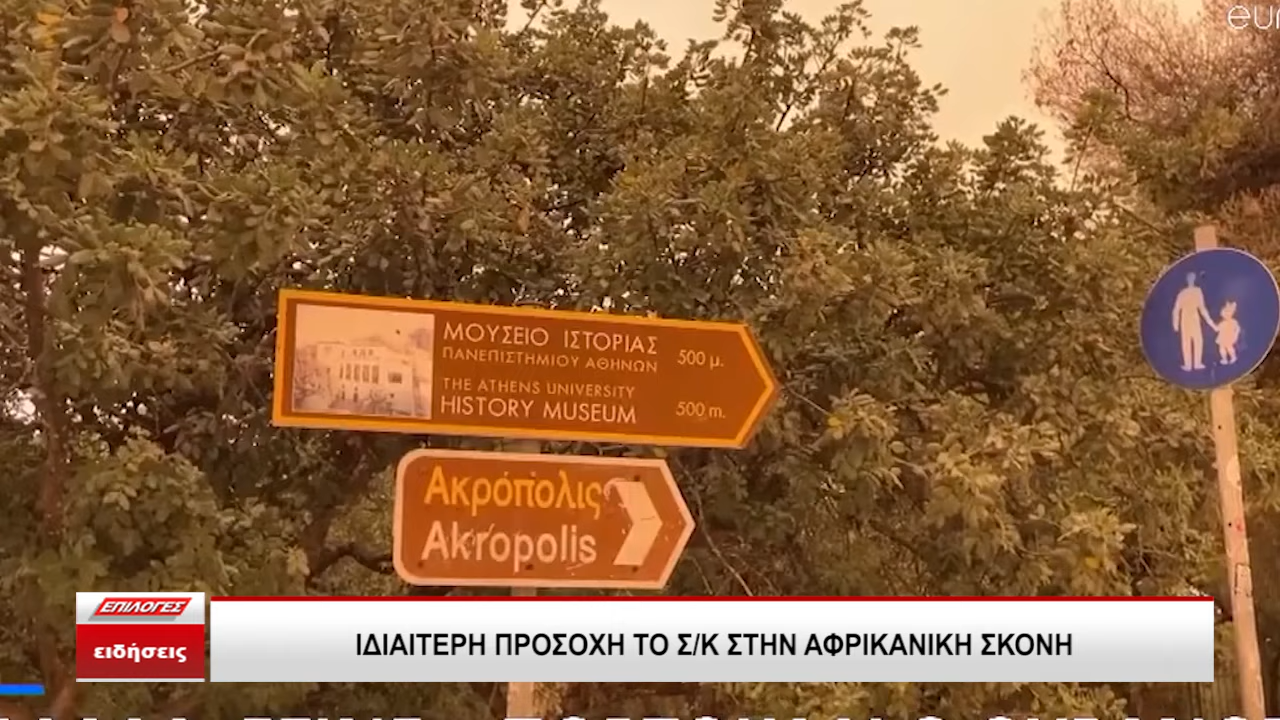 ΜΟΥΣΕΙΟ ΙΣΤΟΡΙΑΣ
ΠΑΝΕΠΙΣΤΗΜΙΟΥ ΑΘΗΝΩΝ 500 μ.
THE ATHENS UNIVERSITY
HISTORY MUSEUM 500 m.
Ακρόπολις
Akropolis
ΕΠΙΛΟΓΕΣ
ειδήσεις
ΙΔΙΑΙΤΕΡΗ ΠΡΟΣΟΧΗ ΤΟ Σ/Κ ΣΤΗΝ ΑΦΡΙΚΑΝΙΚΗ ΣΚΟΝΗ